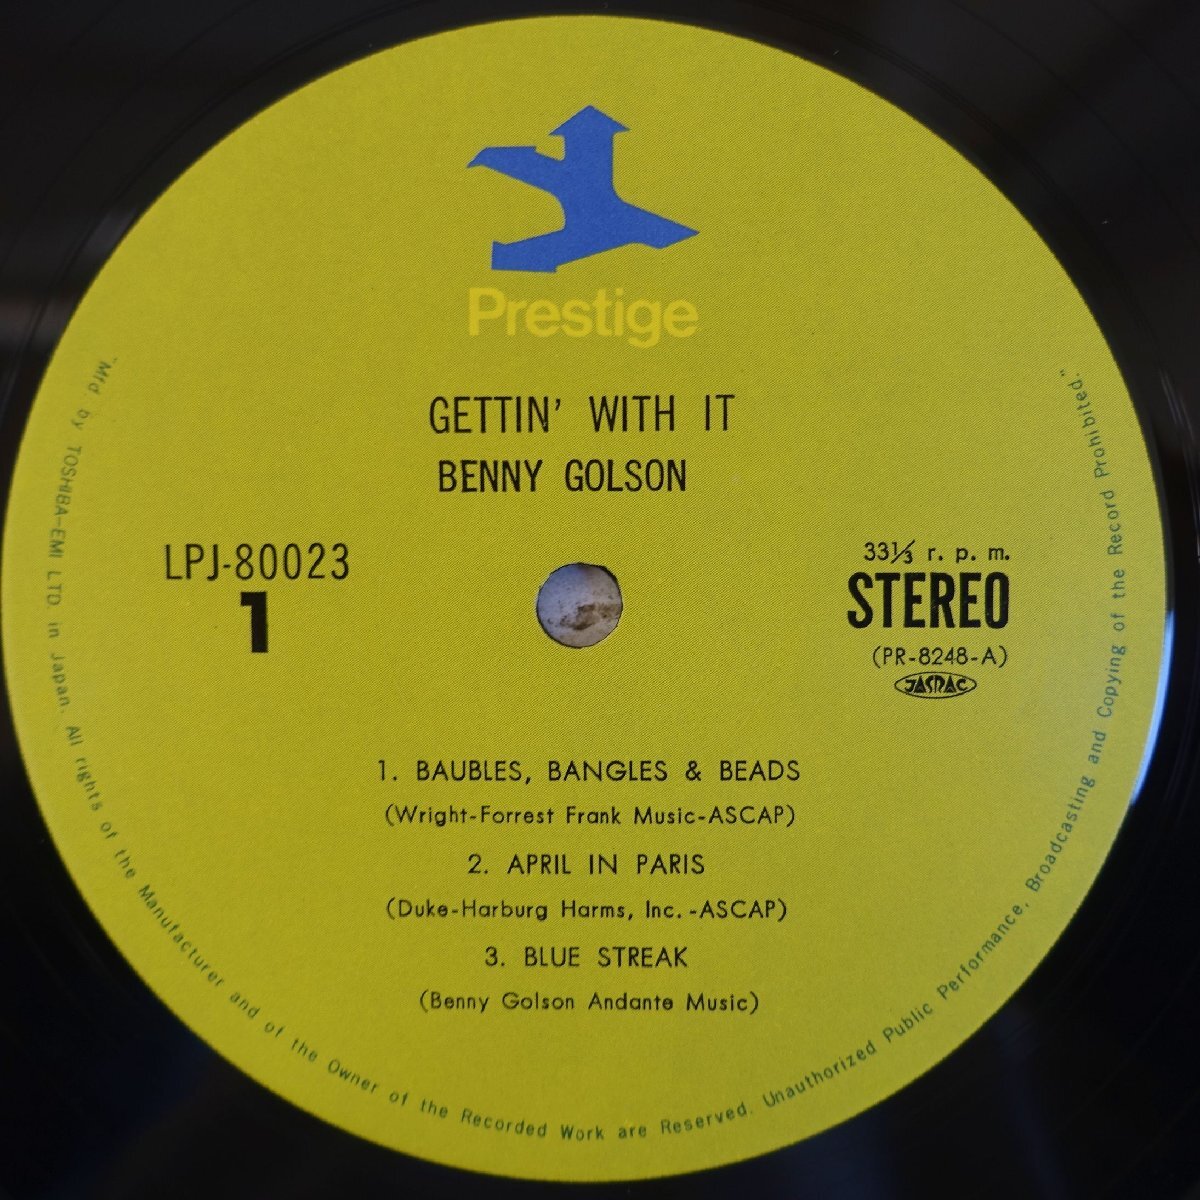 Prestige
GETTIN' WITH IT
BENNY GOLSON
LPJ-80023
1
33⅓ r. p. m.
STEREO
(PR-8248-A)
JASRAC
1. BAUBLES, BANGLES & BEADS
(Wright-Forrest Frank Music-ASCAP)
2. APRIL IN PARIS
(Duke-Harburg Harms, Inc.-ASCAP)
3. BLUE STREAK
(Benny Golson Andante Music)
"Mfd by TOSHIBA-EMI LTD. in Japan. All rights of the Manufacturer and of the Owner of the Recorded Work are Reserved. Unauthorized Public Performance, Broadcasting and Copying of the Record Prohibited."